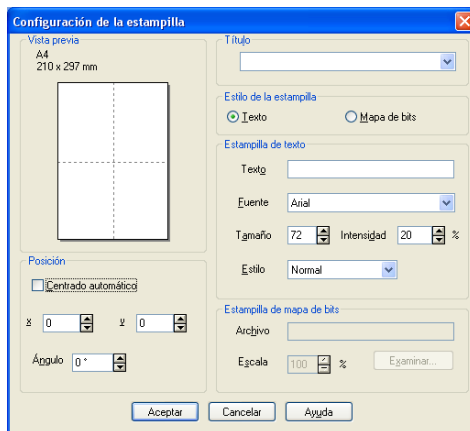 Configuración de la estampilla
Vista previa
A4
210 x 297 mm
Título
Estilo de la estampilla
Texto
Mapa de bits
Estampilla de texto
Texto
Fuente
Arial
Tamaño 72 Intensidad 20 %
Estilo
Normal
Posición
Centrado automático
x 0 y 0
Ángulo 0 °
Estampilla de mapa de bits
Archivo
Escala 100 % Examinar...
Aceptar
Cancelar
Ayuda